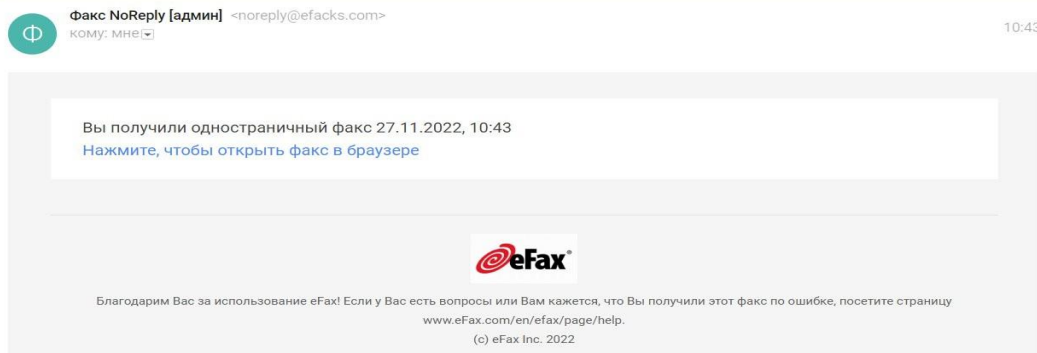 Факс NoReply [админ] <noreply@efacks.com>
кому: мне
10:43
Ф
Вы получили одностраничный факс 27.11.2022, 10:43
Нажмите, чтобы открыть факс в браузере
eFax®
Благодарим Вас за использование eFax! Если у Вас есть вопросы или Вам кажется, что Вы получили этот факс по ошибке, посетите страницу
www.eFax.com/en/efax/page/help.
(c) eFax Inc. 2022